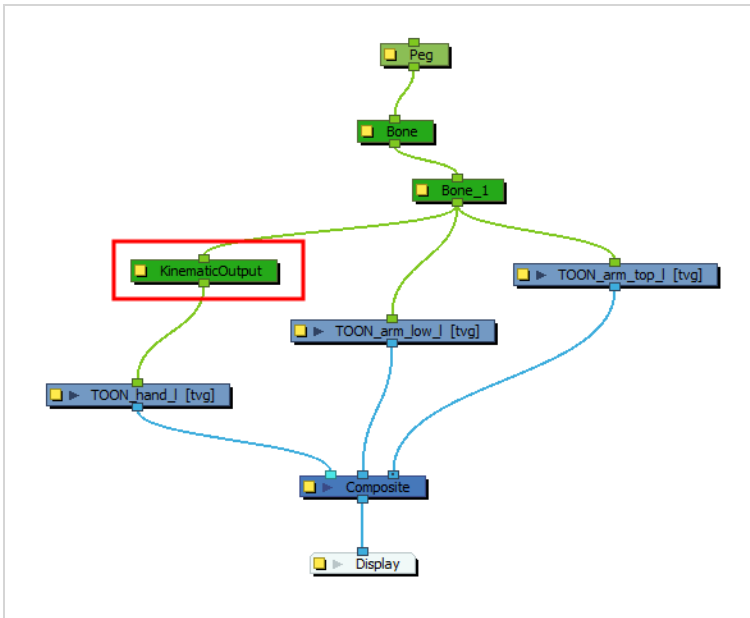 Peg
Bone
Bone_1
KinematicOutput
TOON_arm_top_l [tvg]
TOON_arm_low_l [tvg]
TOON_hand_l [tvg]
Composite
Display